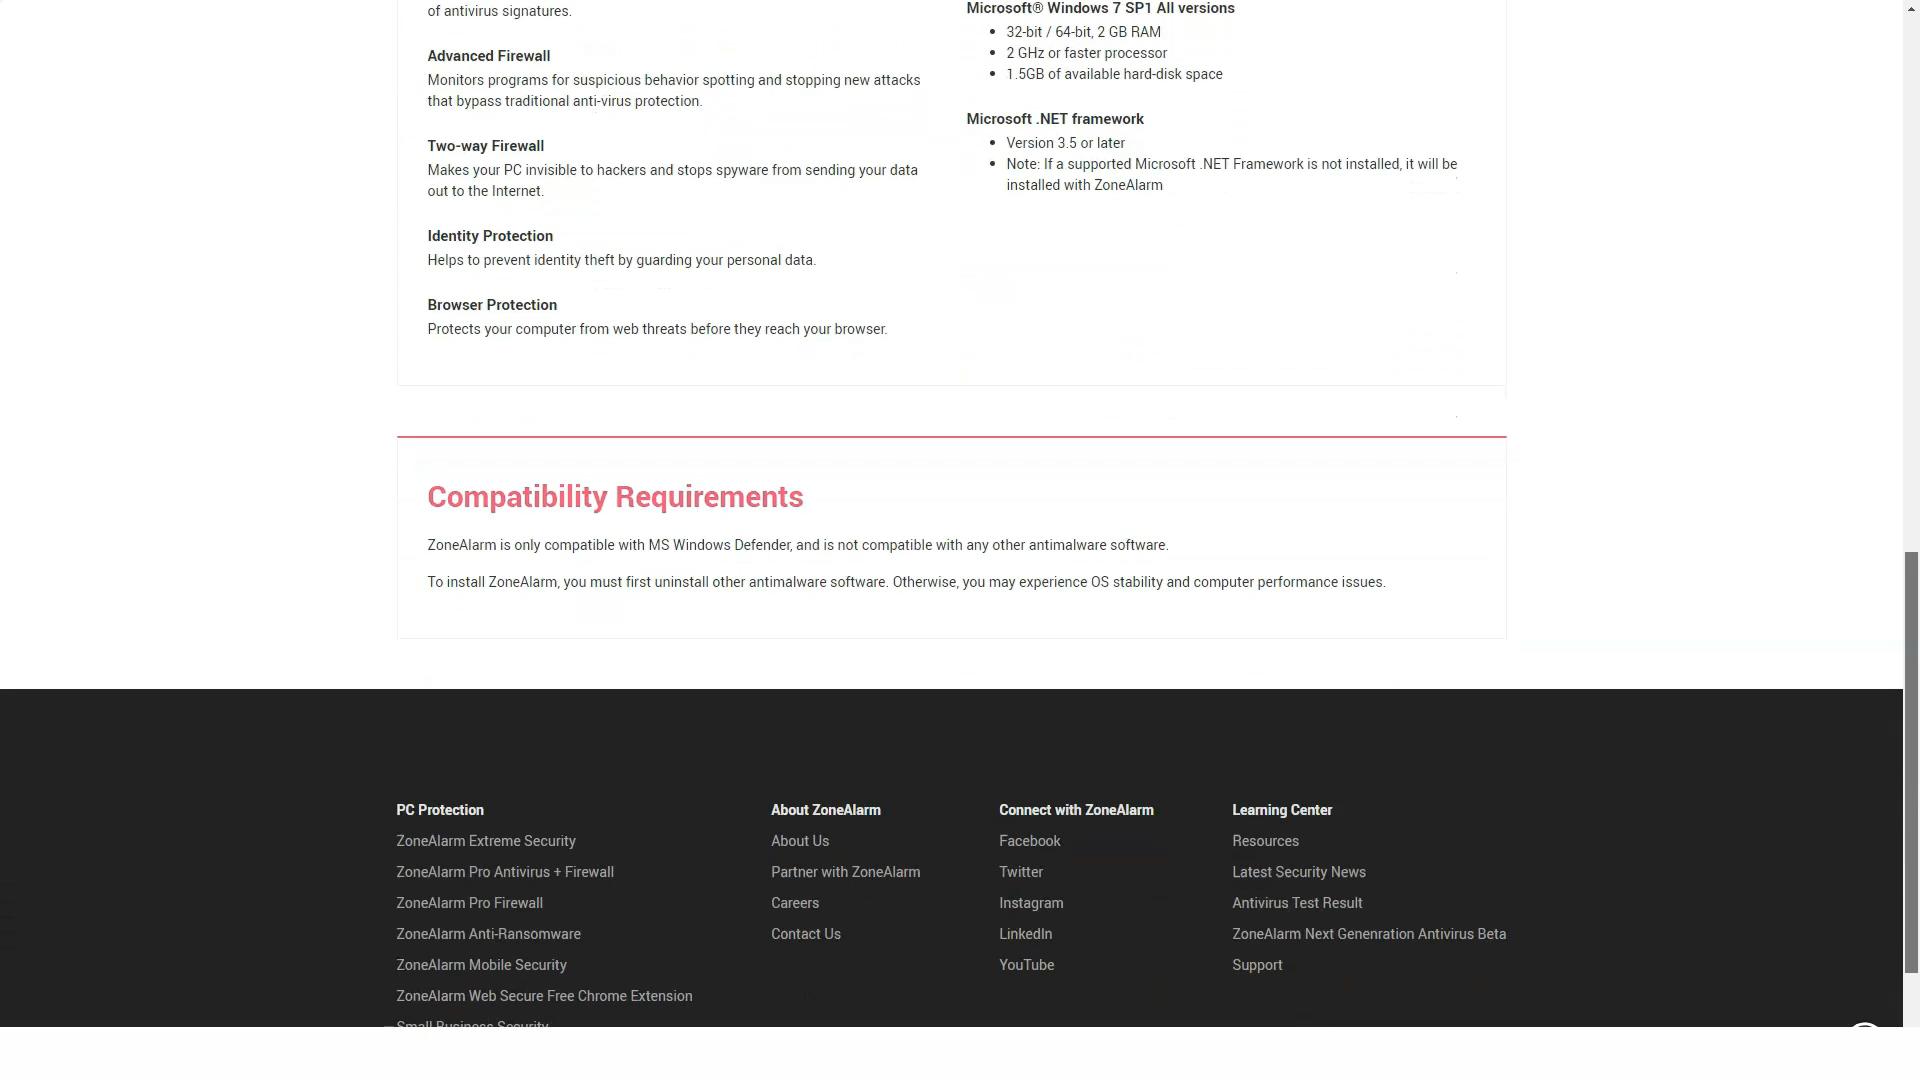 of antivirus signatures.
Advanced Firewall
Monitors programs for suspicious behavior spotting and stopping new attacks
that bypass traditional anti-virus protection.
Two-way Firewall
Makes your PC invisible to hackers and stops spyware from sending your data
out to the Internet.
Identity Protection
Helps to prevent identity theft by guarding your personal data.
Browser Protection
Protects your computer from web threats before they reach your browser.
Microsoft® Windows 7 SP1 All versions
32-bit / 64-bit, 2 GB RAM
2 GHz or faster processor
1.5GB of available hard-disk space
Microsoft .NET framework
Version 3.5 or later
Note: If a supported Microsoft .NET Framework is not installed, it will be
installed with ZoneAlarm
Compatibility Requirements
ZoneAlarm is only compatible with MS Windows Defender, and is not compatible with any other antimalware software.
To install ZoneAlarm, you must first uninstall other antimalware software. Otherwise, you may experience OS stability and computer performance issues.
PC Protection
ZoneAlarm Extreme Security
ZoneAlarm Pro Antivirus + Firewall
ZoneAlarm Pro Firewall
ZoneAlarm Anti-Ransomware
ZoneAlarm Mobile Security
ZoneAlarm Web Secure Free Chrome Extension
Small Business Security
About ZoneAlarm
About Us
Partner with ZoneAlarm
Careers
Contact Us
Connect with ZoneAlarm
Facebook
Twitter
Instagram
LinkedIn
YouTube
Learning Center
Resources
Latest Security News
Antivirus Test Result
ZoneAlarm Next Genenration Antivirus Beta
Support